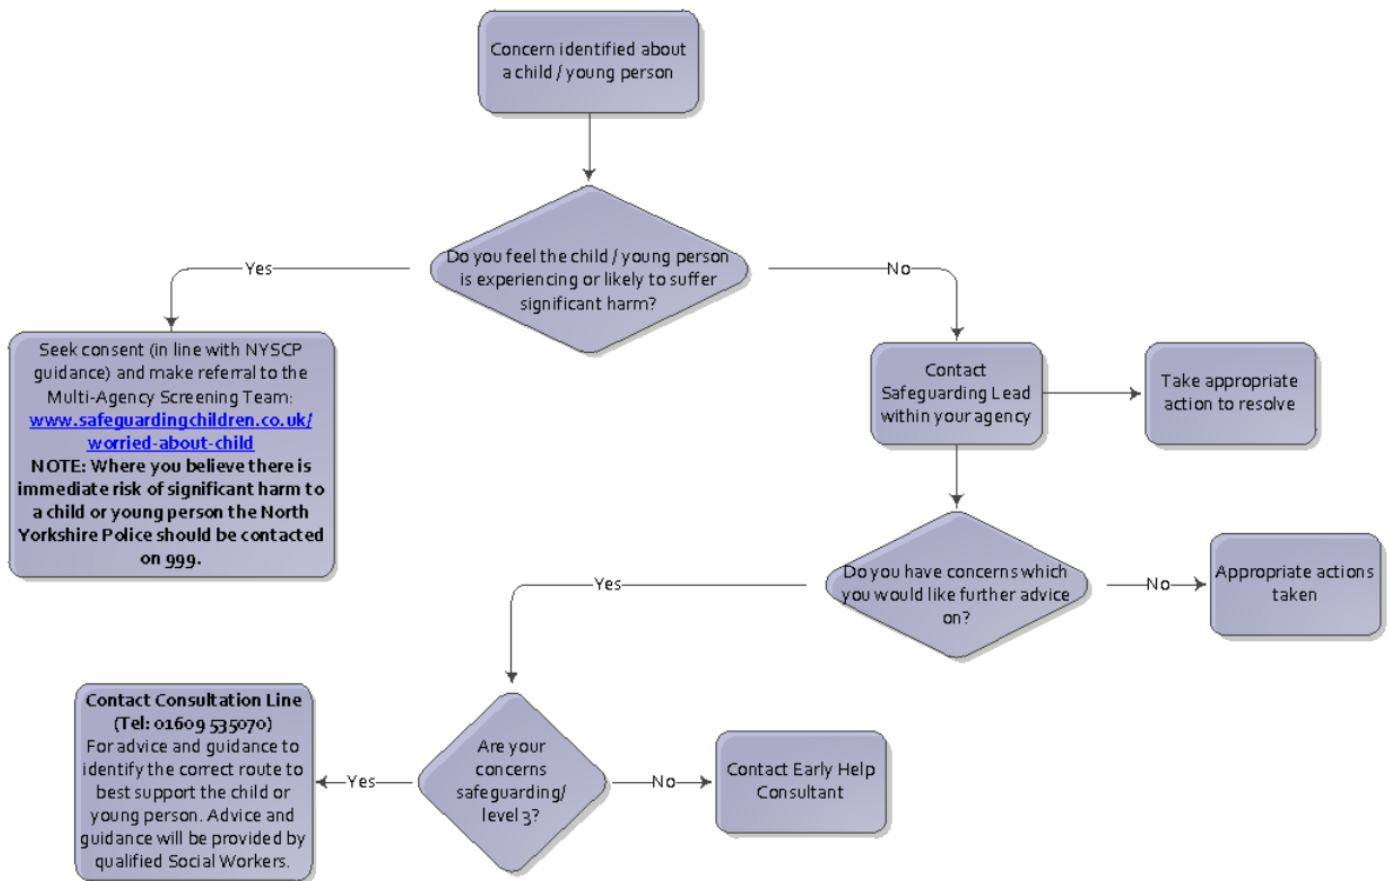 Concern identified about
a child / young person
Do you feel the child / young person
is experiencing or likely to suffer
significant harm?
Yes
No
Seek consent (in line with NYSCP
guidance) and make referral to the
Multi-Agency Screening Team:
www.safeguardingchildren.co.uk/
worried-about-child
NOTE: Where you believe there is
immediate risk of significant harm to
a child or young person the North
Yorkshire Police should be contacted
on 999.
Contact
Safeguarding Lead
within your agency
Take appropriate
action to resolve
Do you have concerns which
you would like further advice
on?
Yes
No
Appropriate actions
taken
Are your
concerns
safeguarding/
level 3?
Yes
No
Contact Consultation Line
(Tel: 01609 535070)
For advice and guidance to
identify the correct route to
best support the child or
young person. Advice and
guidance will be provided by
qualified Social Workers.
Contact Early Help
Consultant